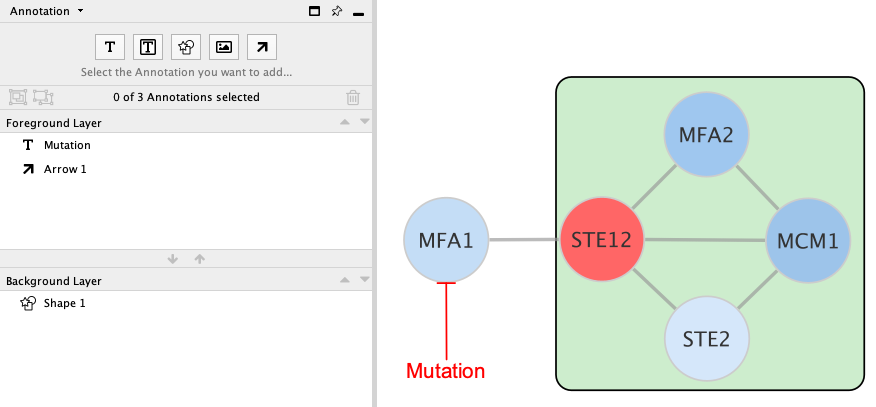 Annotation
T
T
Select the Annotation you want to add...
0 of 3 Annotations selected
Foreground Layer
T Mutation
Arrow 1
Background Layer
Shape 1
MFA2
MFA1
STE12
MCM1
STE2
Mutation